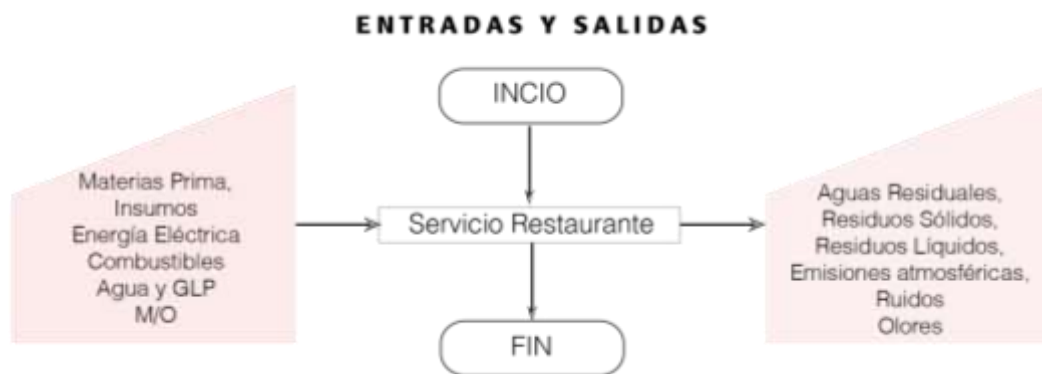 ENTRADAS Y SALIDAS
INCIO
Materias Prima,
Insumos
Energía Eléctrica
Combustibles
Agua y GLP
M/O
Servicio Restaurante
Aguas Residuales,
Residuos Sólidos,
Residuos Líquidos,
Emisiones atmosféricas,
Ruidos
Olores
FIN